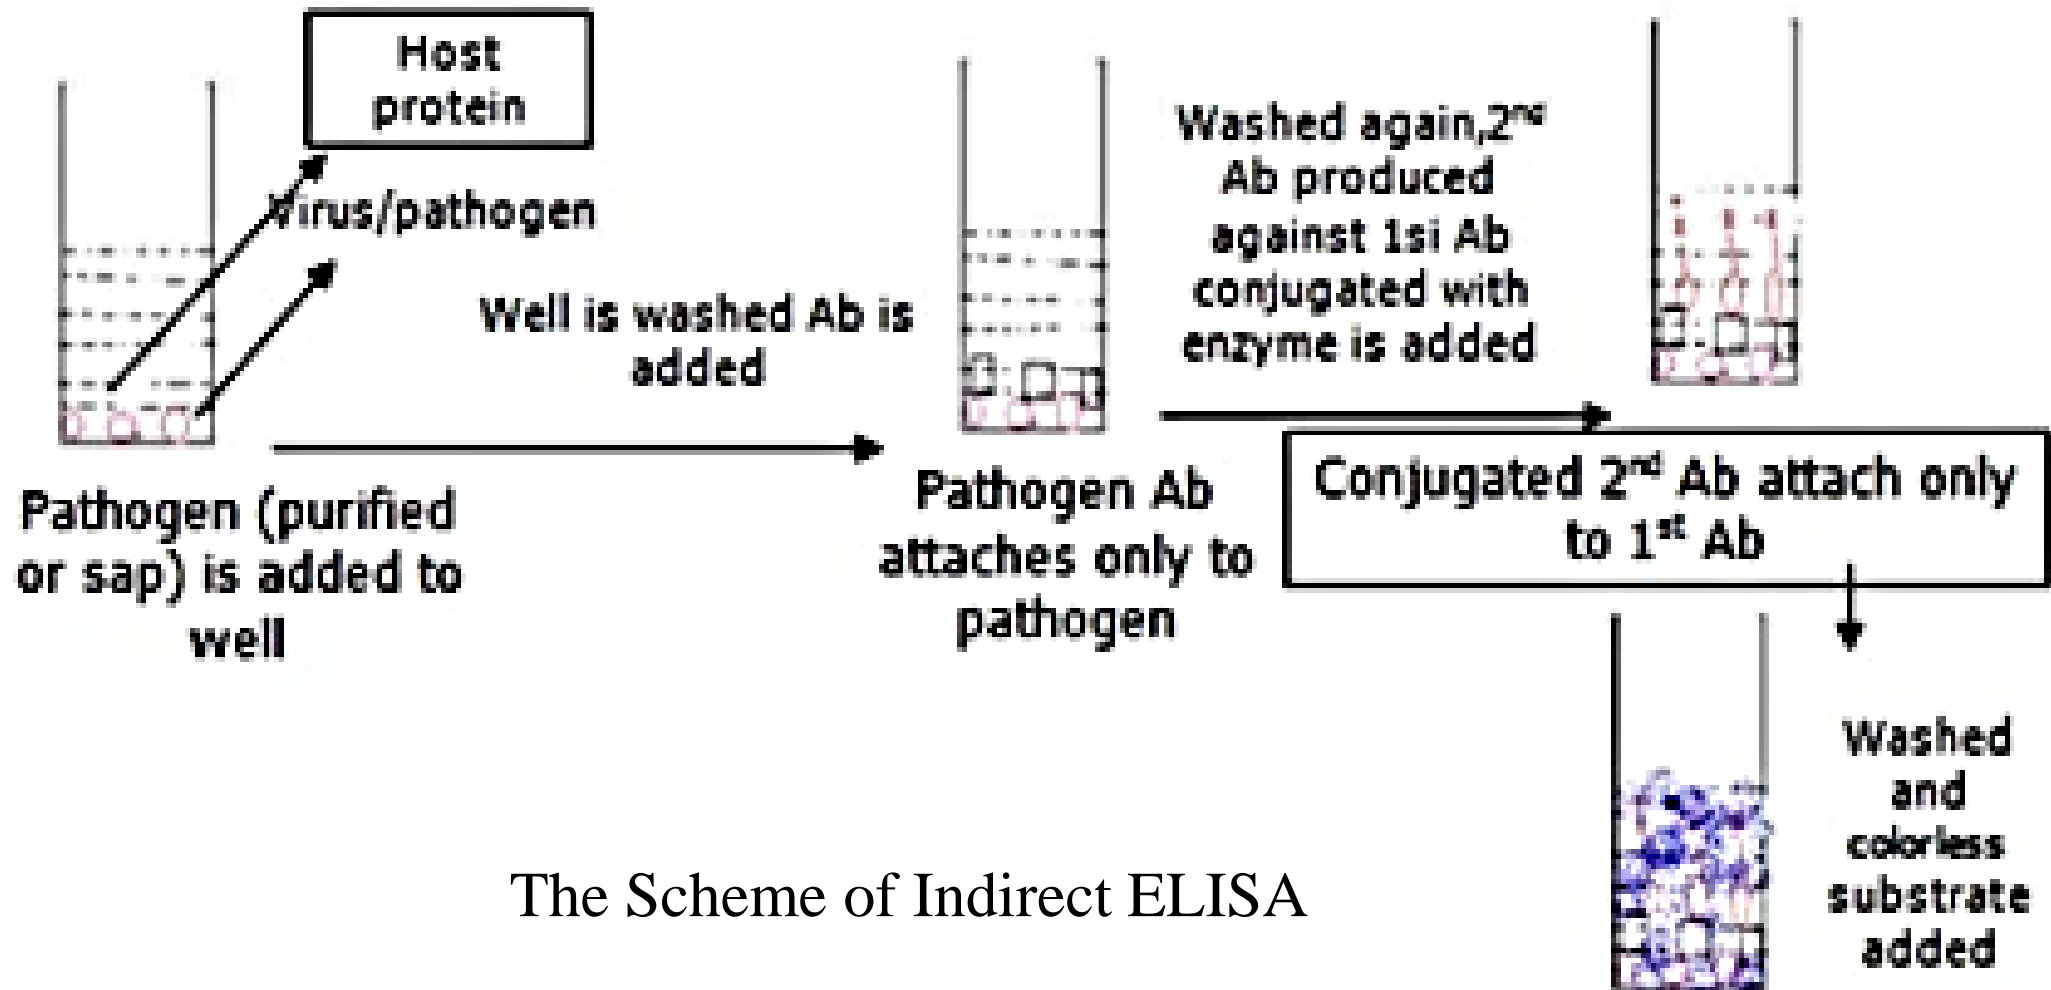 Host
protein
Virus/pathogen
Well is washed Ab is
added
Pathogen (purified
or sap) is added to
well
Pathogen Ab
attaches only to
pathogen
Washed again,2nd
Ab produced
against 1si Ab
conjugated with
enzyme is added
Conjugated 2nd Ab attach only
to 1st Ab
Washed
and
colorless
substrate
added
The Scheme of Indirect ELISA